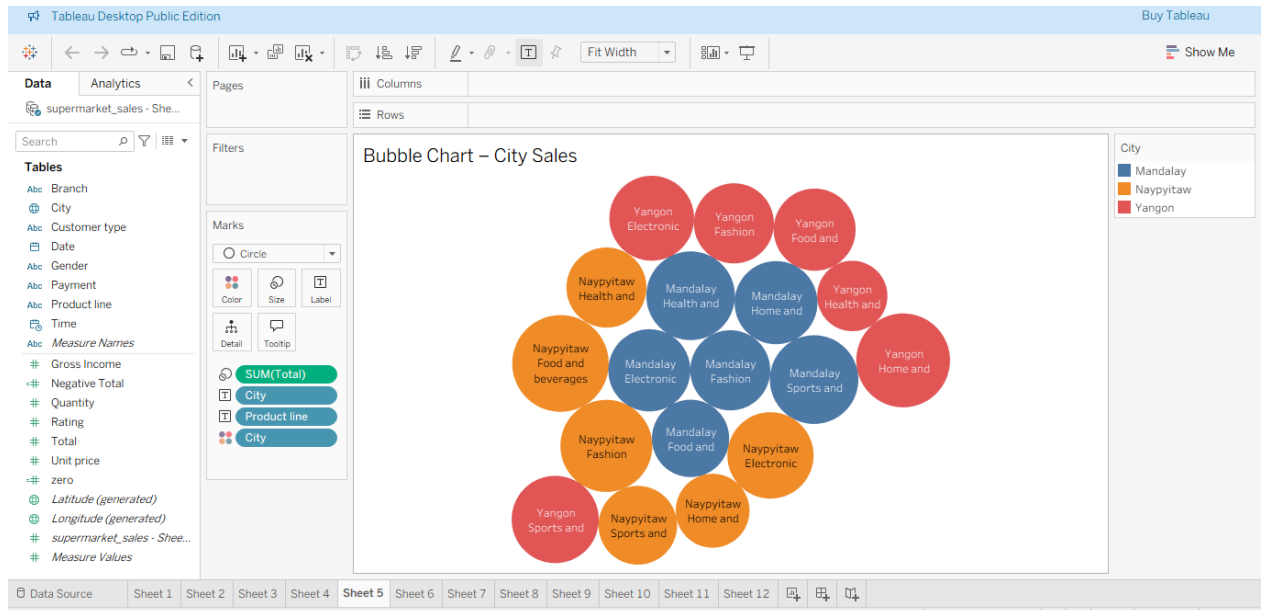 Tableau Desktop Public Edition
Buy Tableau
Fit Width
Show Me
Data
Analytics
supermarket_sales - She...
Search
Tables
Abc Branch
City
Abc Customer type
Date
Abc Gender
Abc Payment
Abc Product line
Time
Abc Measure Names
# Gross Income
=# Negative Total
# Quantity
# Rating
# Total
# Unit price
=# zero
Latitude (generated)
Longitude (generated)
# supermarket_sales - Shee...
# Measure Values
Pages
Filters
Marks
Circle
Color
Size
Label
Detail
Tooltip
SUM(Total)
City
Product line
City
Columns
Rows
Bubble Chart – City Sales
Yangon
Electronic
Yangon
Fashion
Yangon
Food and
Naypyitaw
Health and
Mandalay
Health and
Mandalay
Home and
Yangon
Health and
Naypyitaw
Food and
beverages
Mandalay
Electronic
Mandalay
Fashion
Mandalay
Sports and
Yangon
Home and
Naypyitaw
Fashion
Mandalay
Food and
Naypyitaw
Electronic
Yangon
Sports and
Naypyitaw
Sports and
Naypyitaw
Home and
City
Mandalay
Naypyitaw
Yangon
Data Source
Sheet 1
Sheet 2
Sheet 3
Sheet 4
Sheet 5
Sheet 6
Sheet 7
Sheet 8
Sheet 9
Sheet 10
Sheet 11
Sheet 12